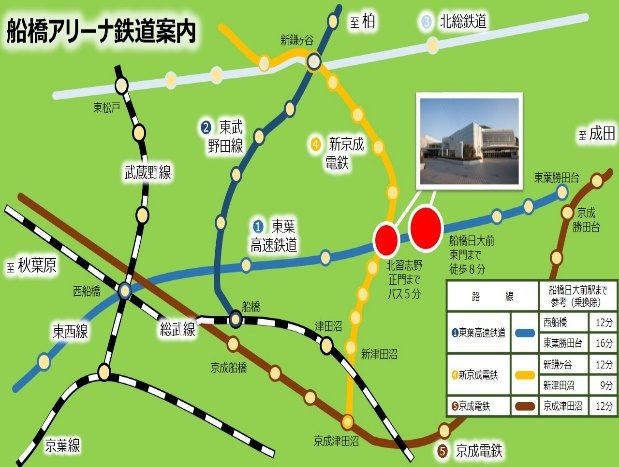 船橋アリーナ鉄道案内
至 柏
❸ 北総鉄道
新鎌ヶ谷
東松戸
❷ 東武
野田線
❹ 新京成
電鉄
至 成田
武蔵野線
東葉勝田台
❶ 東葉
高速鉄道
京成
勝田台
船橋日大前
東門まで
徒歩8分
北習志野
正門まで
バス5分
至 秋葉原
西船橋
船橋
東西線
総武線
津田沼
新津田沼
京成船橋
京成津田沼
京葉線
❺ 京成電鉄
路 線 船橋日大前駅まで
参考(乗換除)
❶東葉高速鉄道 西船橋 12分
東葉勝田台 16分
❹新京成電鉄 新鎌ヶ谷 12分
新津田沼 9分
❺京成電鉄 京成津田沼 12分